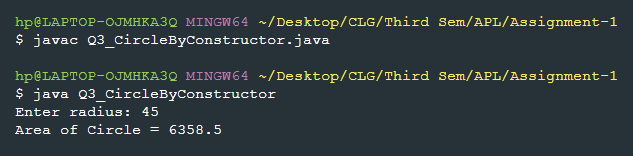 hp@LAPTOP-OJMHKA3Q MINGW64 ~/Desktop/CLG/Third Sem/APL/Assignment-1
$ javac Q3_CircleByConstructor.java
hp@LAPTOP-OJMHKA3Q MINGW64 ~/Desktop/CLG/Third Sem/APL/Assignment-1
$ java Q3_CircleByConstructor
Enter radius: 45
Area of Circle = 6358.5